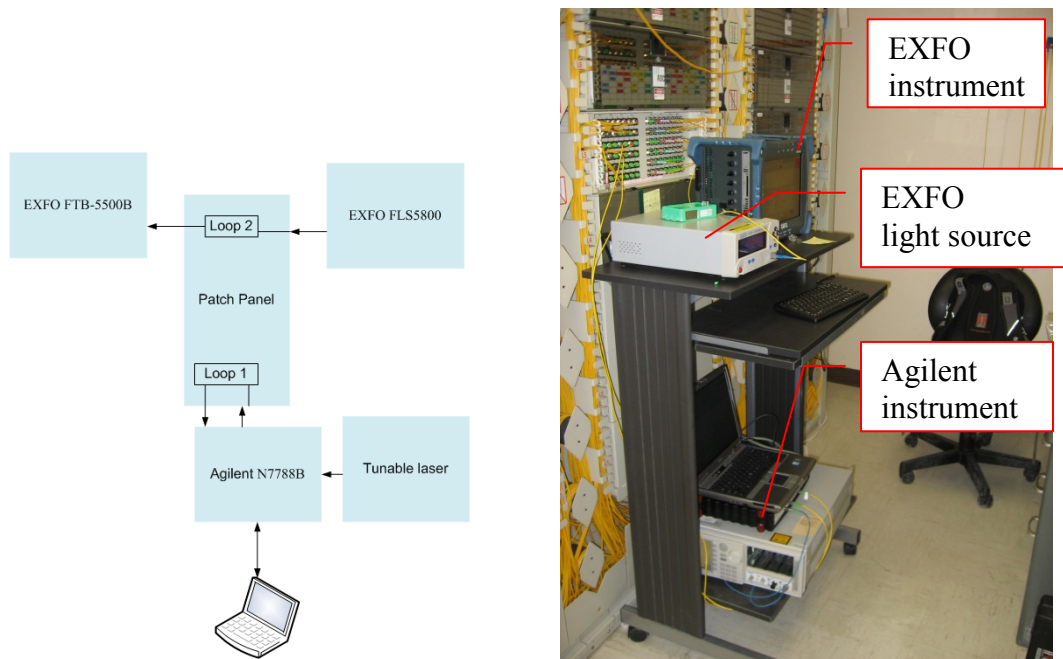 EXFO FTB-5500B
Loop 2
EXFO FLS5800
Patch Panel
Loop 1
Agilent N7788B
Tunable laser
EXFO
instrument
EXFO
light source
Agilent
instrument